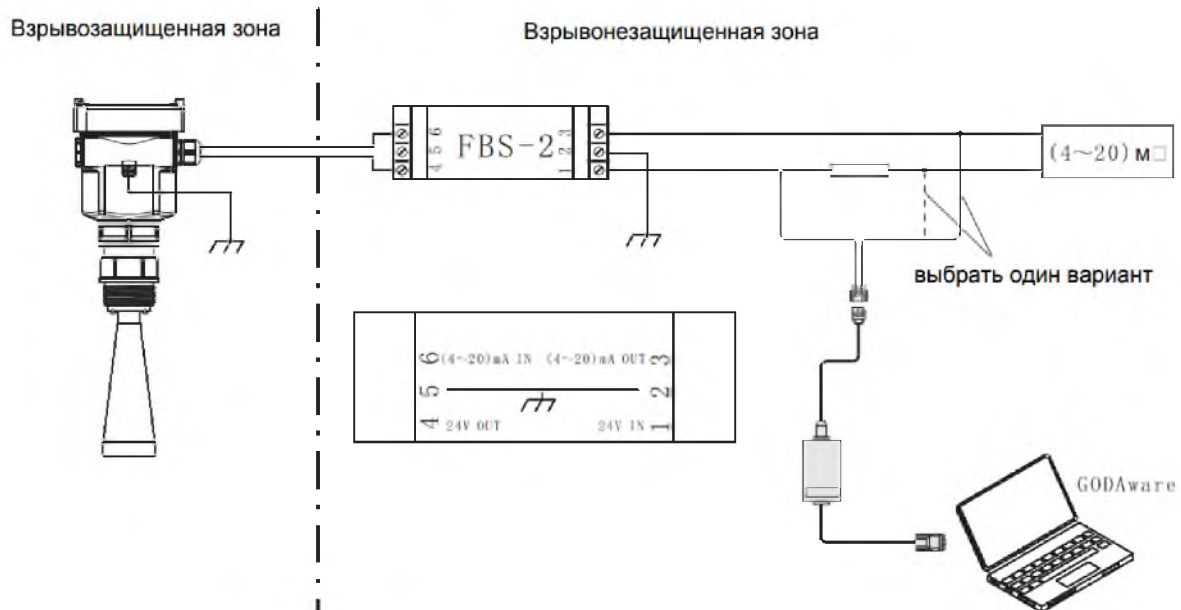 Взрывозащищенная зона
Взрывонезащищенная зона
6
5
4
FBS-2
3
2
1
(4~20) м□
выбрать один вариант
6 (4~20)mA IN (4~20)mA OUT 3
5 2
4 24V OUT 24V IN 1
GODAware